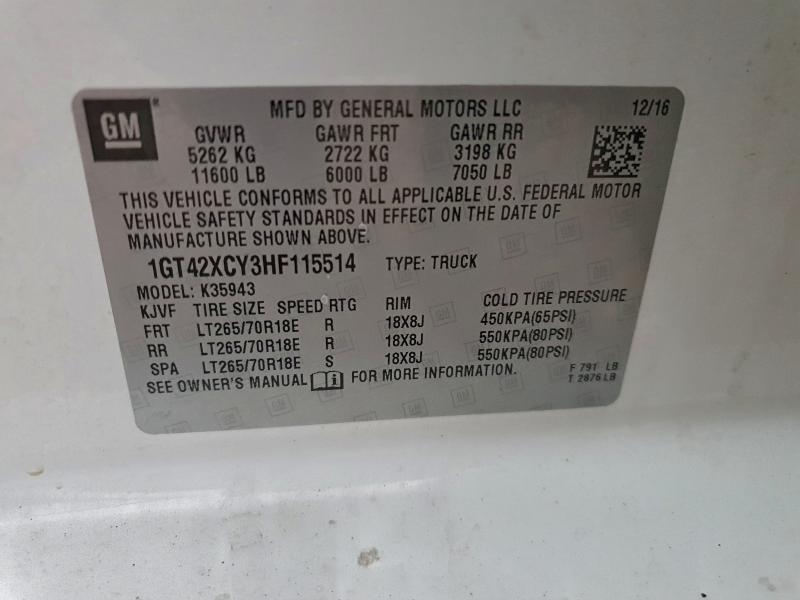 GM® MFD BY GENERAL MOTORS LLC 12/16
GVWR GAWR FRT GAWR RR
5262 KG 2722 KG 3198 KG
11600 LB 6000 LB 7050 LB
THIS VEHICLE CONFORMS TO ALL APPLICABLE U.S. FEDERAL MOTOR
VEHICLE SAFETY STANDARDS IN EFFECT ON THE DATE OF
MANUFACTURE SHOWN ABOVE.
1GT42XCY3HF115514 TYPE: TRUCK
MODEL: K35943
KJVF TIRE SIZE SPEED RTG RIM COLD TIRE PRESSURE
FRT LT265/70R18E R 18X8J 450KPA(65PSI)
RR LT265/70R18E R 18X8J 550KPA(80PSI)
SPA LT265/70R18E S 18X8J 550KPA(80PSI)
SEE OWNER'S MANUAL FOR MORE INFORMATION.
F 791 LB
T 2876 LB